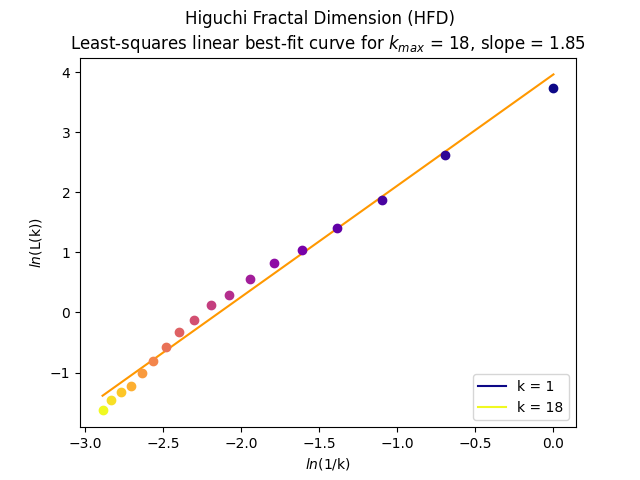 Higuchi Fractal Dimension (HFD)
Least-squares linear best-fit curve for $k_{max}$ = 18, slope = 1.85
4
3
2
1
0
−1
ln(L(k))
k = 1
k = 18
−3.0 −2.5 −2.0 −1.5 −1.0 −0.5 0.0
ln(1/k)